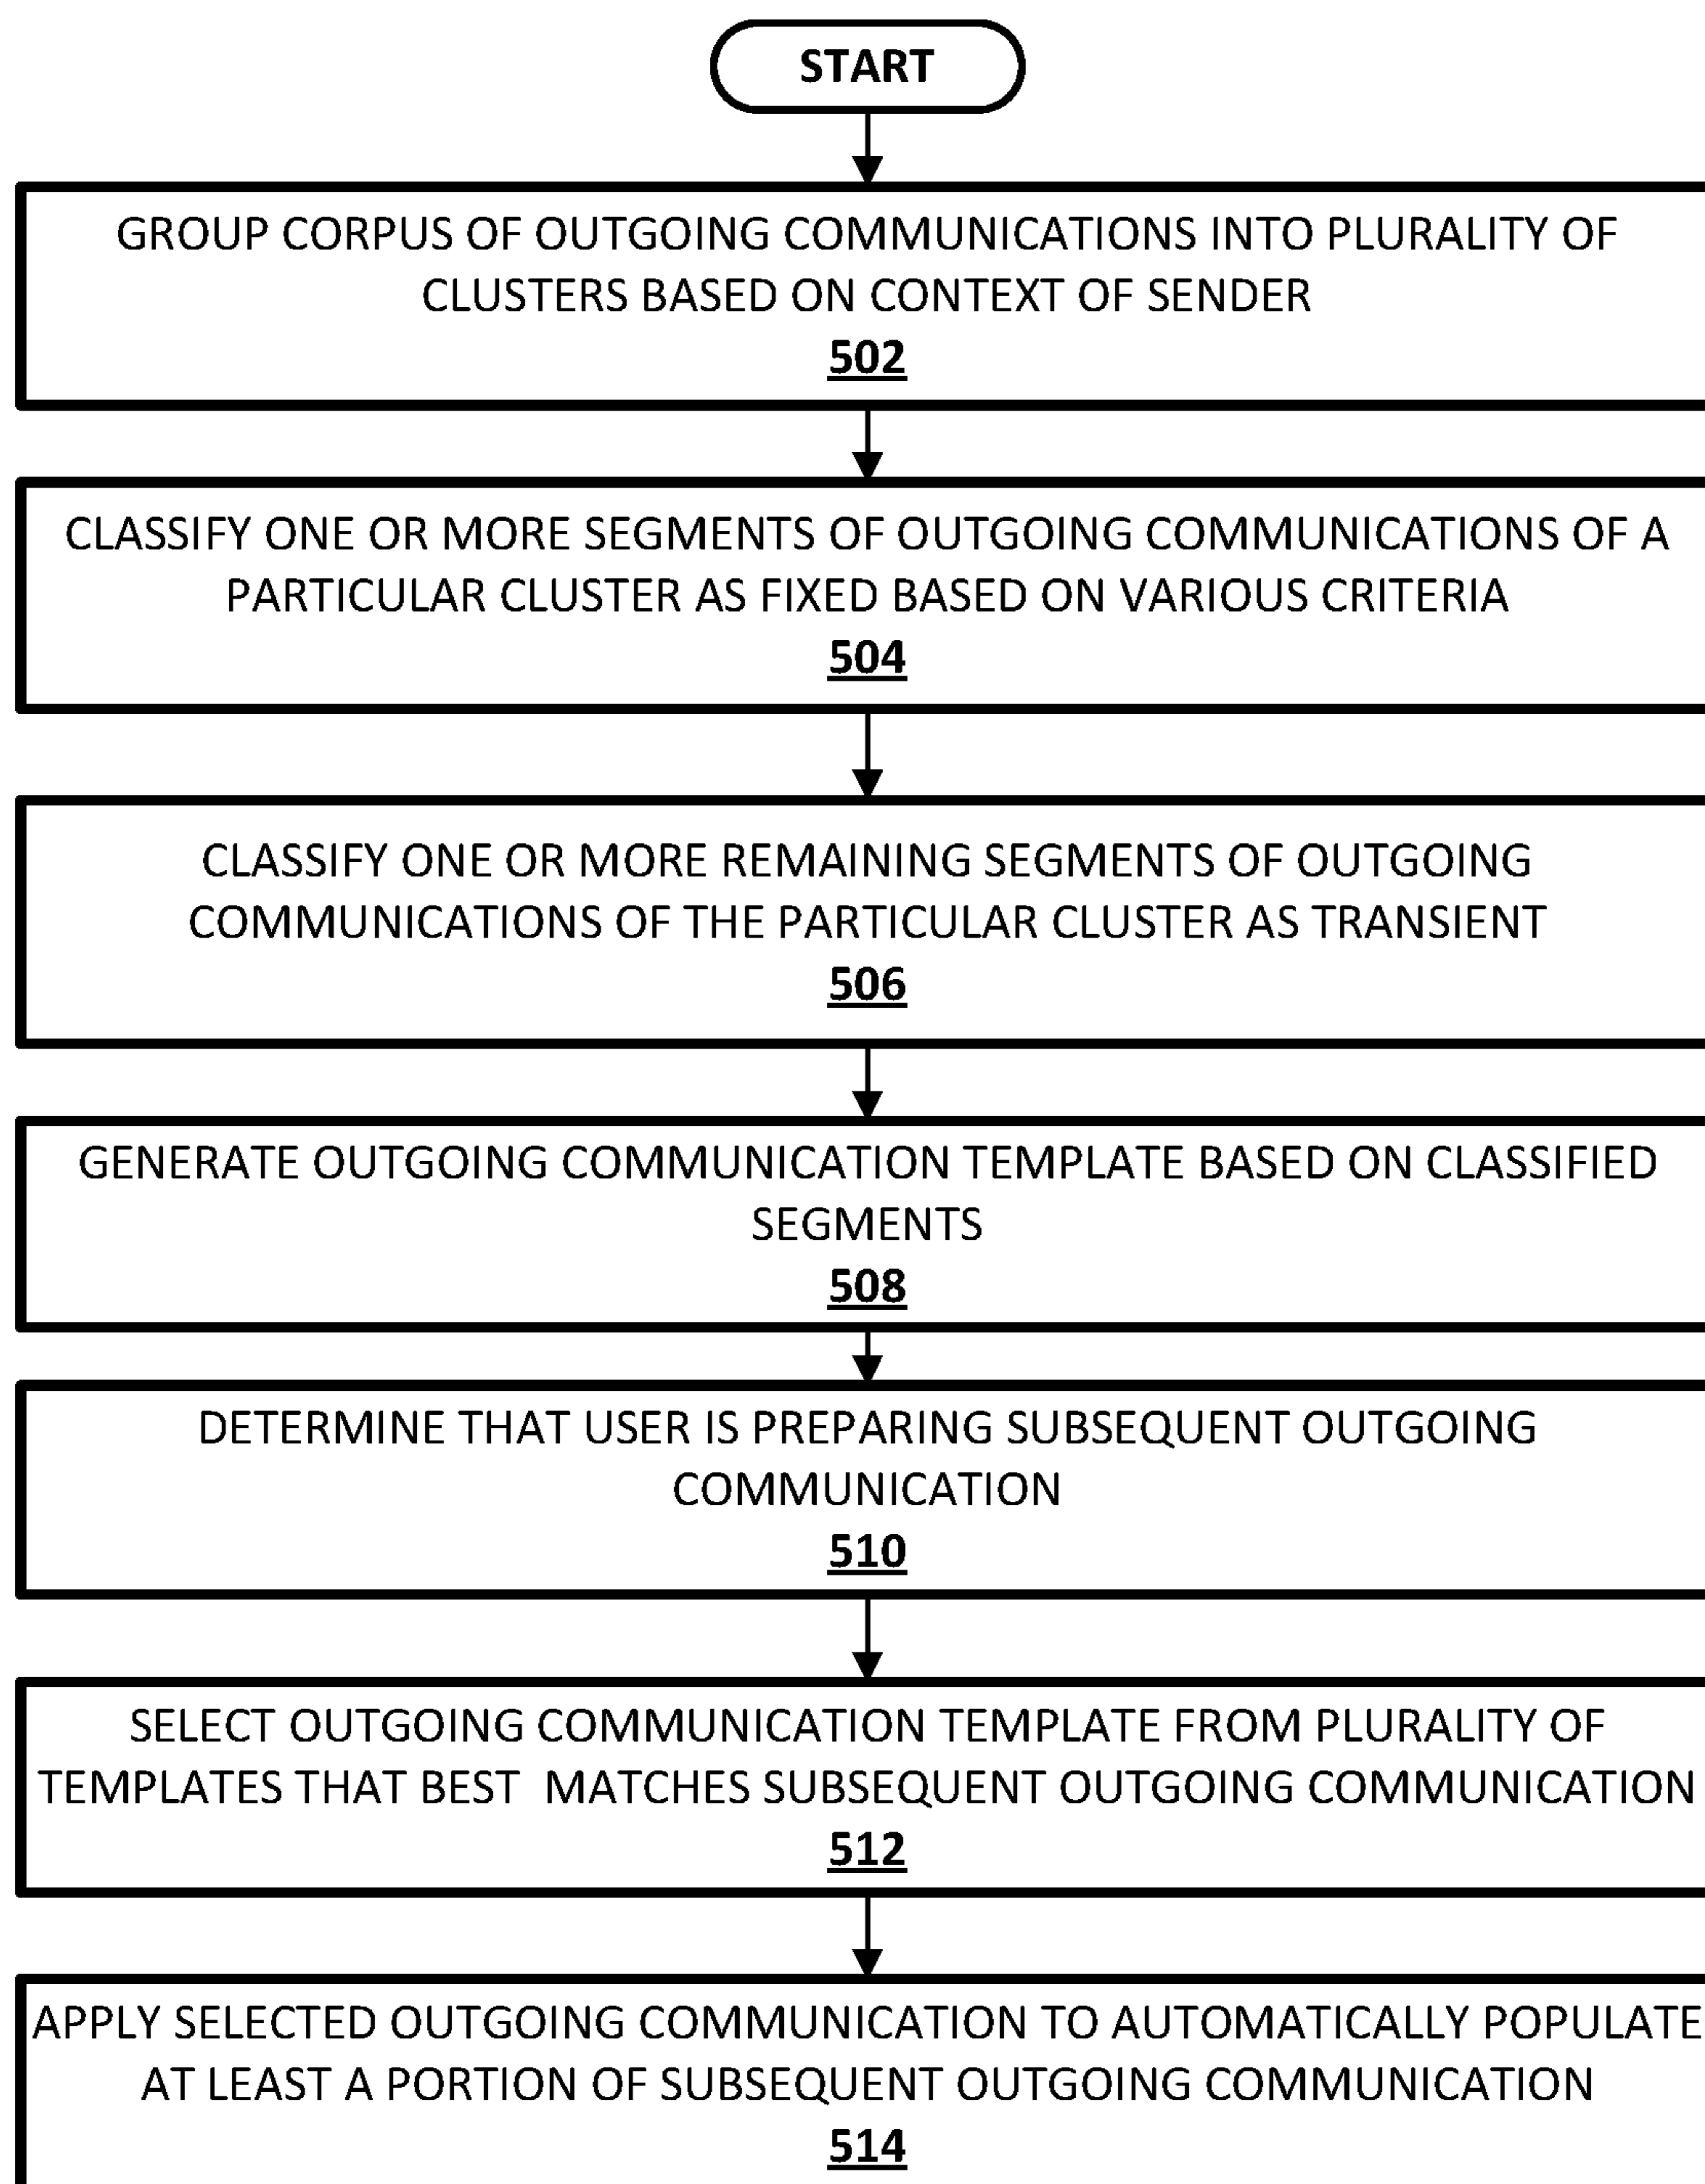 START
GROUP CORPUS OF OUTGOING COMMUNICATIONS INTO PLURALITY OF
CLUSTERS BASED ON CONTEXT OF SENDER
502
CLASSIFY ONE OR MORE SEGMENTS OF OUTGOING COMMUNICATIONS OF A
PARTICULAR CLUSTER AS FIXED BASED ON VARIOUS CRITERIA
504
CLASSIFY ONE OR MORE REMAINING SEGMENTS OF OUTGOING
COMMUNICATIONS OF THE PARTICULAR CLUSTER AS TRANSIENT
506
GENERATE OUTGOING COMMUNICATION TEMPLATE BASED ON CLASSIFIED
SEGMENTS
508
DETERMINE THAT USER IS PREPARING SUBSEQUENT OUTGOING
COMMUNICATION
510
SELECT OUTGOING COMMUNICATION TEMPLATE FROM PLURALITY OF
TEMPLATES THAT BEST MATCHES SUBSEQUENT OUTGOING COMMUNICATION
512
APPLY SELECTED OUTGOING COMMUNICATION TO AUTOMATICALLY POPULATE
AT LEAST A PORTION OF SUBSEQUENT OUTGOING COMMUNICATION
514